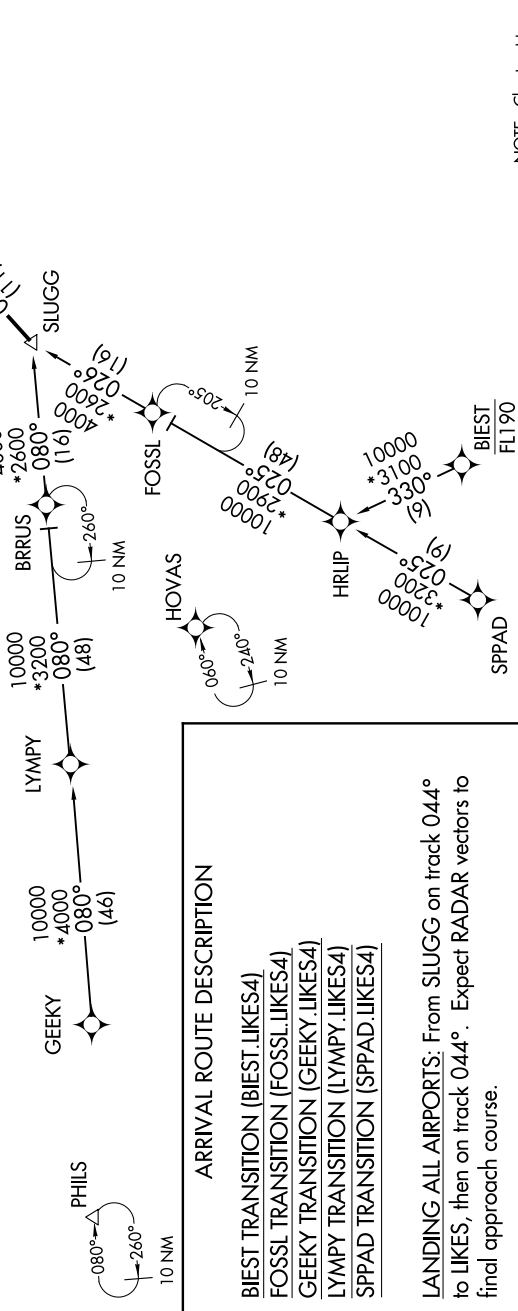 PHILS
080°
260°
10 NM
GEEKY
10000
*4000
080°
(46)
LYMPY
10000
*3200
080°
(48)
BRRUS
260°
10 NM
*2600
080°
(16)
SLUGG
4000
*2600
026°
(16)
FOSSL
205°
10 NM
10000
*2900
025°
(48)
HOVAS
060°
240°
10 NM
HRLIP
10000
*3100
330°
(9)
BIEST
FL190
10000
*3200
025°
(9)
SPPAD
ARRIVAL ROUTE DESCRIPTION
BIEST TRANSITION (BIEST.LIKES4)
FOSSL TRANSITION (FOSSL.LIKES4)
GEEKY TRANSITION (GEEKY.LIKES4)
LYMPY TRANSITION (LYMPY.LIKES4)
SPPAD TRANSITION (SPPAD.LIKES4)
LANDING ALL AIRPORTS: From SLUGG on track 044°
to LIKES, then on track 044°. Expect RADAR vectors to
final approach course.